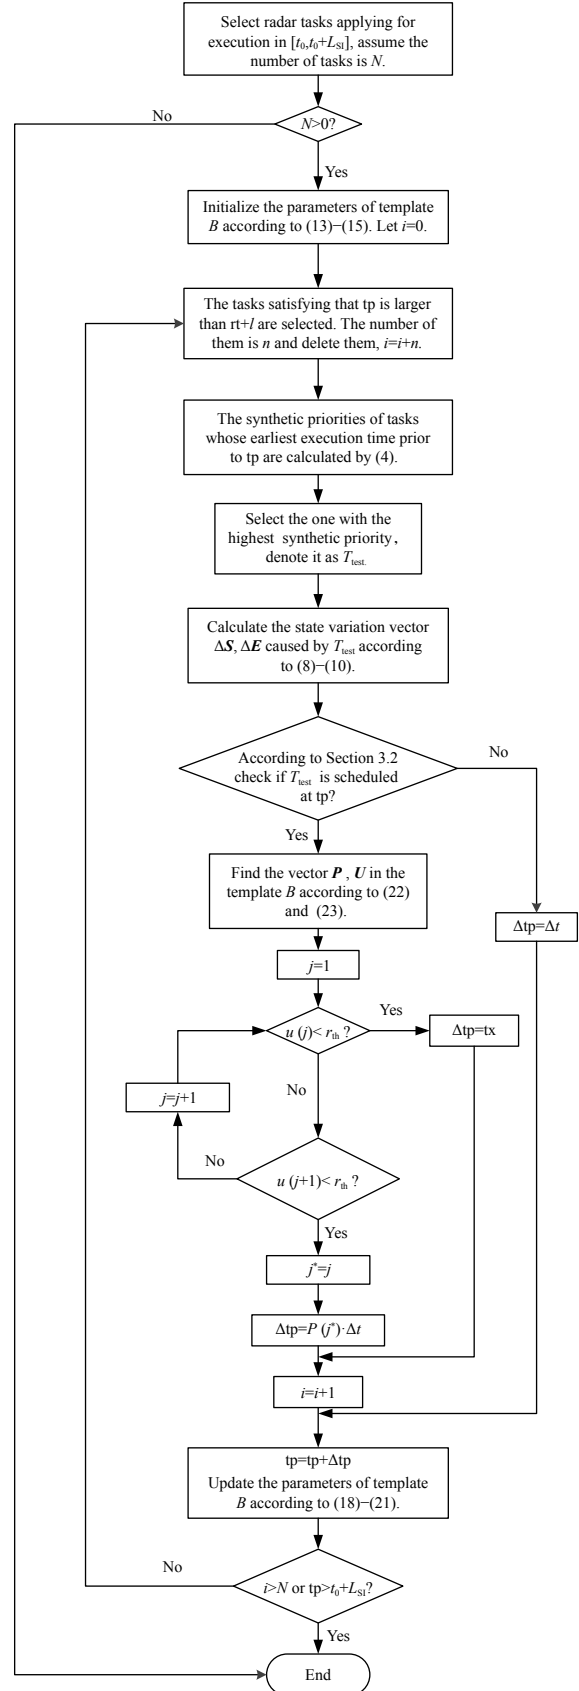 Select radar tasks applying for
execution in [t₀,t₀+L_SI], assume the
number of tasks is N.
No
N>0?
Yes
Initialize the parameters of template
B according to (13)−(15). Let i=0.
The tasks satisfying that tp is larger
than rt+l are selected. The number of
them is n and delete them, i=i+n.
The synthetic priorities of tasks
whose earliest execution time prior
to tp are calculated by (4).
Select the one with the
highest synthetic priority,
denote it as T_test.
Calculate the state variation vector
ΔS, ΔE caused by T_test according
to (8)−(10).
According to Section 3.2
check if T_test is scheduled
at tp?
No
Yes
Find the vector P , U in the
template B according to (22)
and (23).
Δtp=Δt
j=1
u (j)< r_th ?
Yes
Δtp=tx
No
j=j+1
No
u (j+1)< r_th ?
Yes
j*=j
Δtp=P (j*)·Δt
i=i+1
tp=tp+Δtp
Update the parameters of template
B according to (18)−(21).
No
i>N or tp>t₀+L_SI?
Yes
End